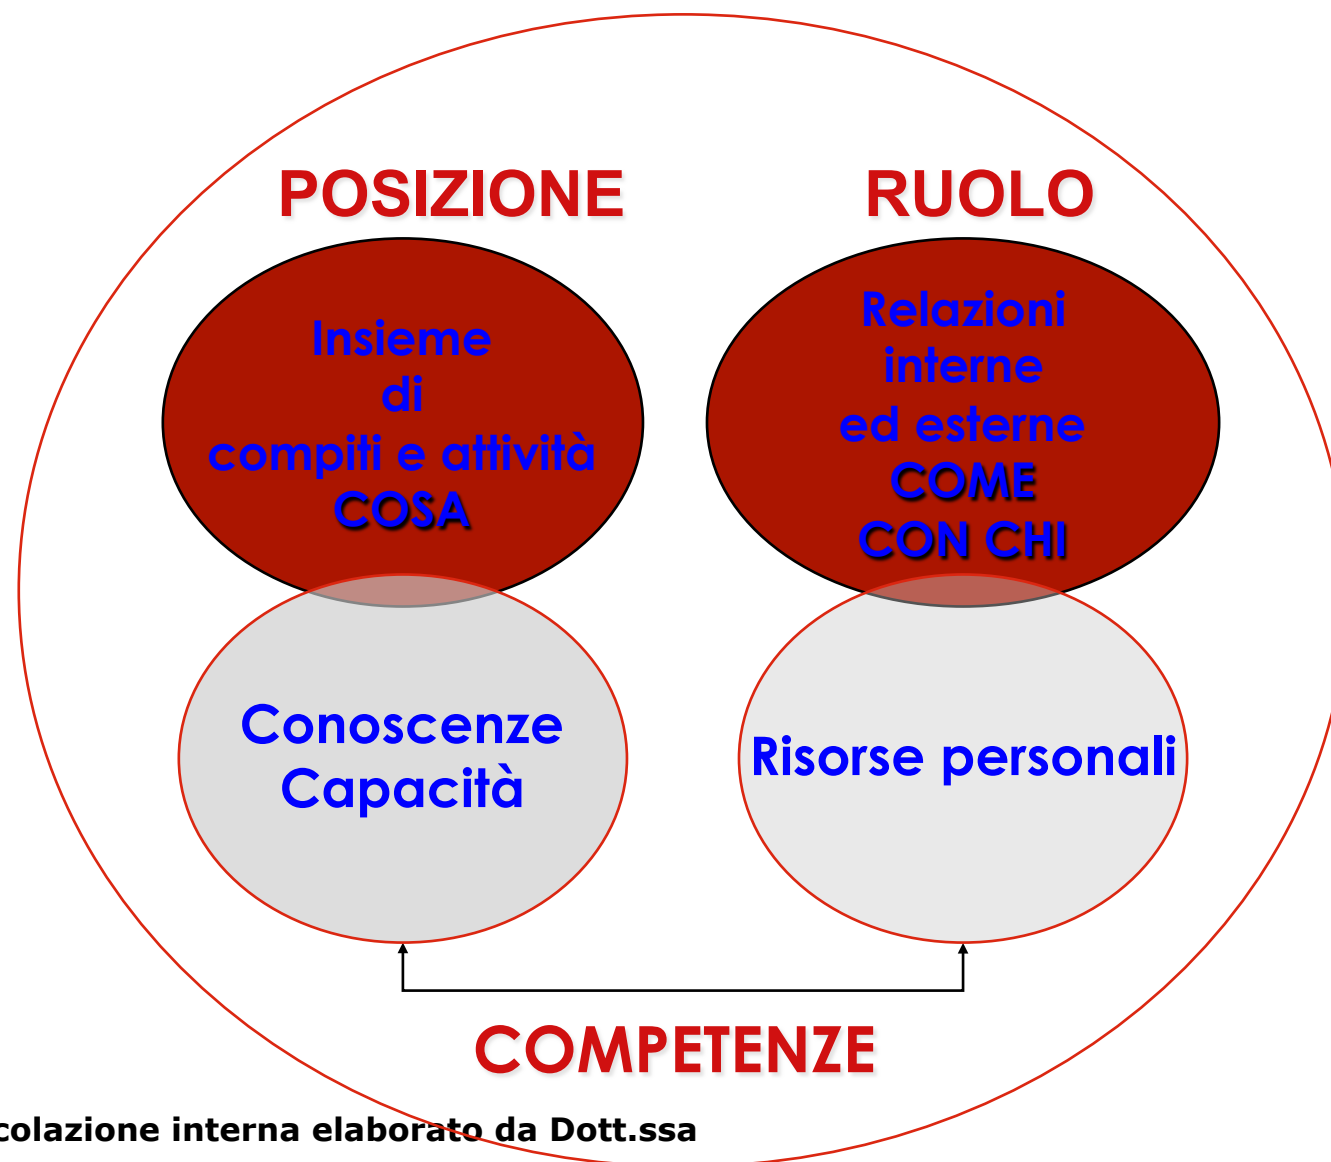 POSIZIONE
RUOLO
Insieme
di
compiti e attività
COSA
Relazioni
interne
ed esterne
COME
CON CHI
Conoscenze
Capacità
Risorse personali
COMPETENZE
colazione interna elaborato da Dott.ssa